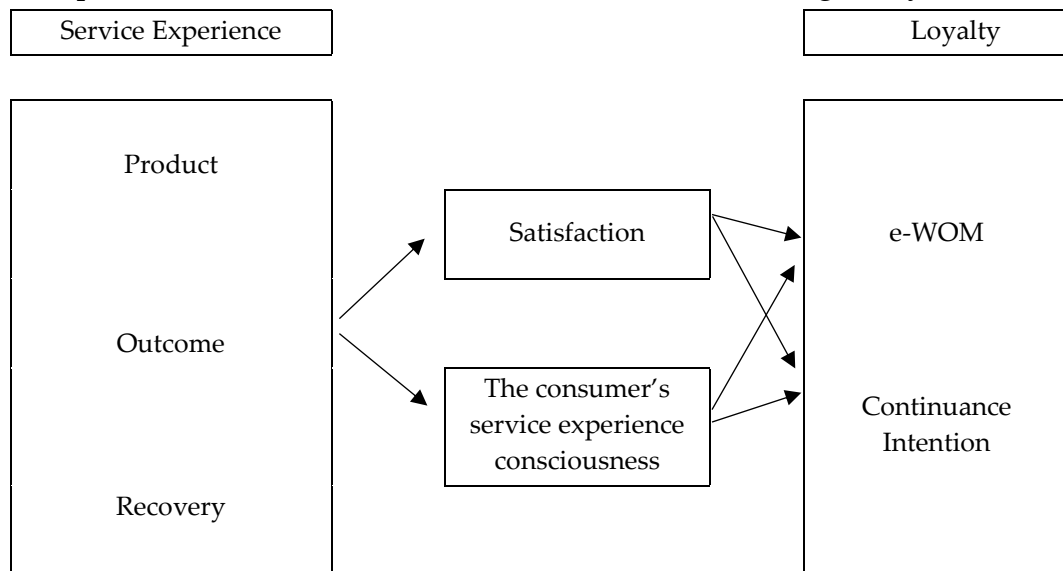 Service Experience
Loyalty
Product
Outcome
Recovery
Satisfaction
The consumer's
service experience
consciousness
e-WOM
Continuance
Intention